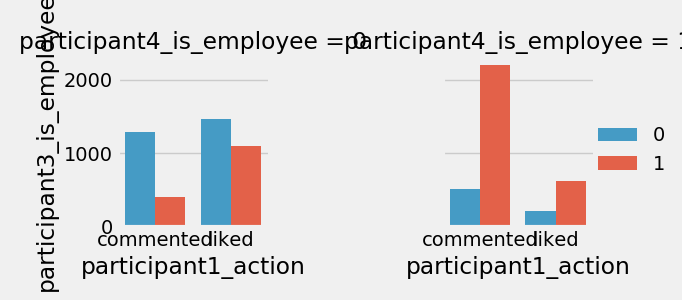 participant4_is_employee = 0
participant4_is_employee = 1
participant3_is_employee
2000
1000
0
commented
liked
commented
liked
participant1_action
participant1_action
0
1